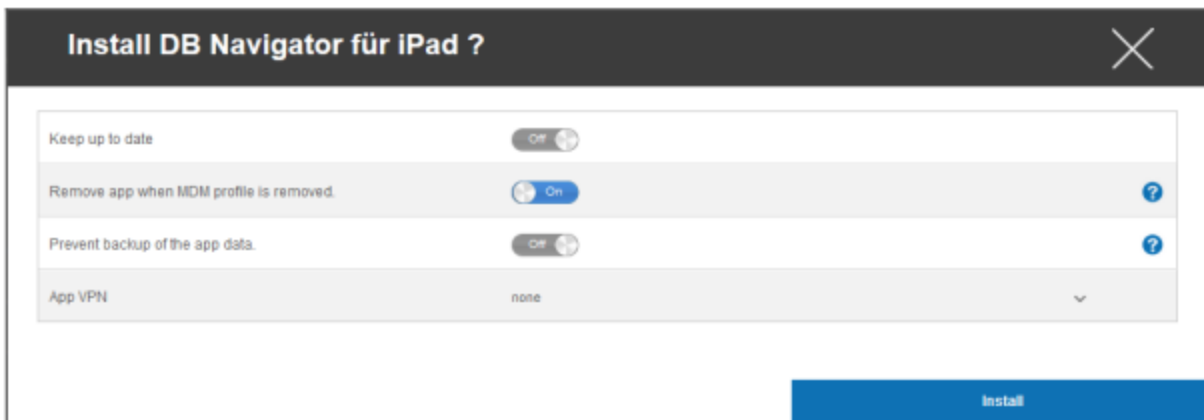 Install DB Navigator für iPad ?
Keep up to date
Off
Remove app when MDM profile is removed.
On
?
Prevent backup of the app data.
Off
?
App VPN
none
Install